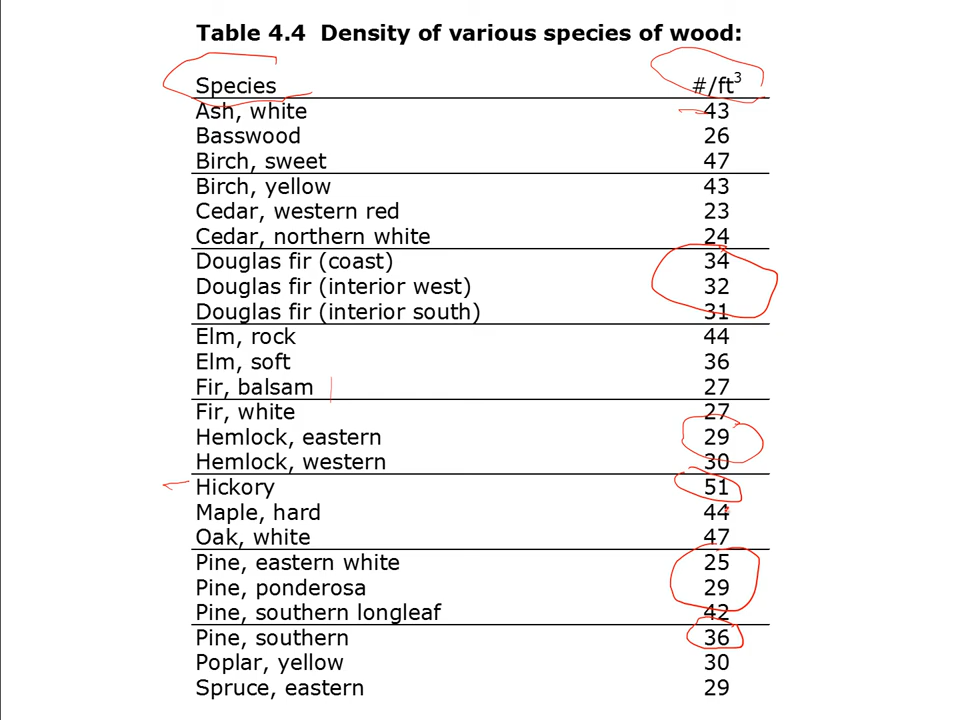 Table 4.4 Density of various species of wood:
Species #/ft³
Ash, white 43
Basswood 26
Birch, sweet 47
Birch, yellow 43
Cedar, western red 23
Cedar, northern white 24
Douglas fir (coast) 34
Douglas fir (interior west) 32
Douglas fir (interior south) 31
Elm, rock 44
Elm, soft 36
Fir, balsam 27
Fir, white 27
Hemlock, eastern 29
Hemlock, western 30
Hickory 51
Maple, hard 44
Oak, white 47
Pine, eastern white 25
Pine, ponderosa 29
Pine, southern longleaf 42
Pine, southern 36
Poplar, yellow 30
Spruce, eastern 29